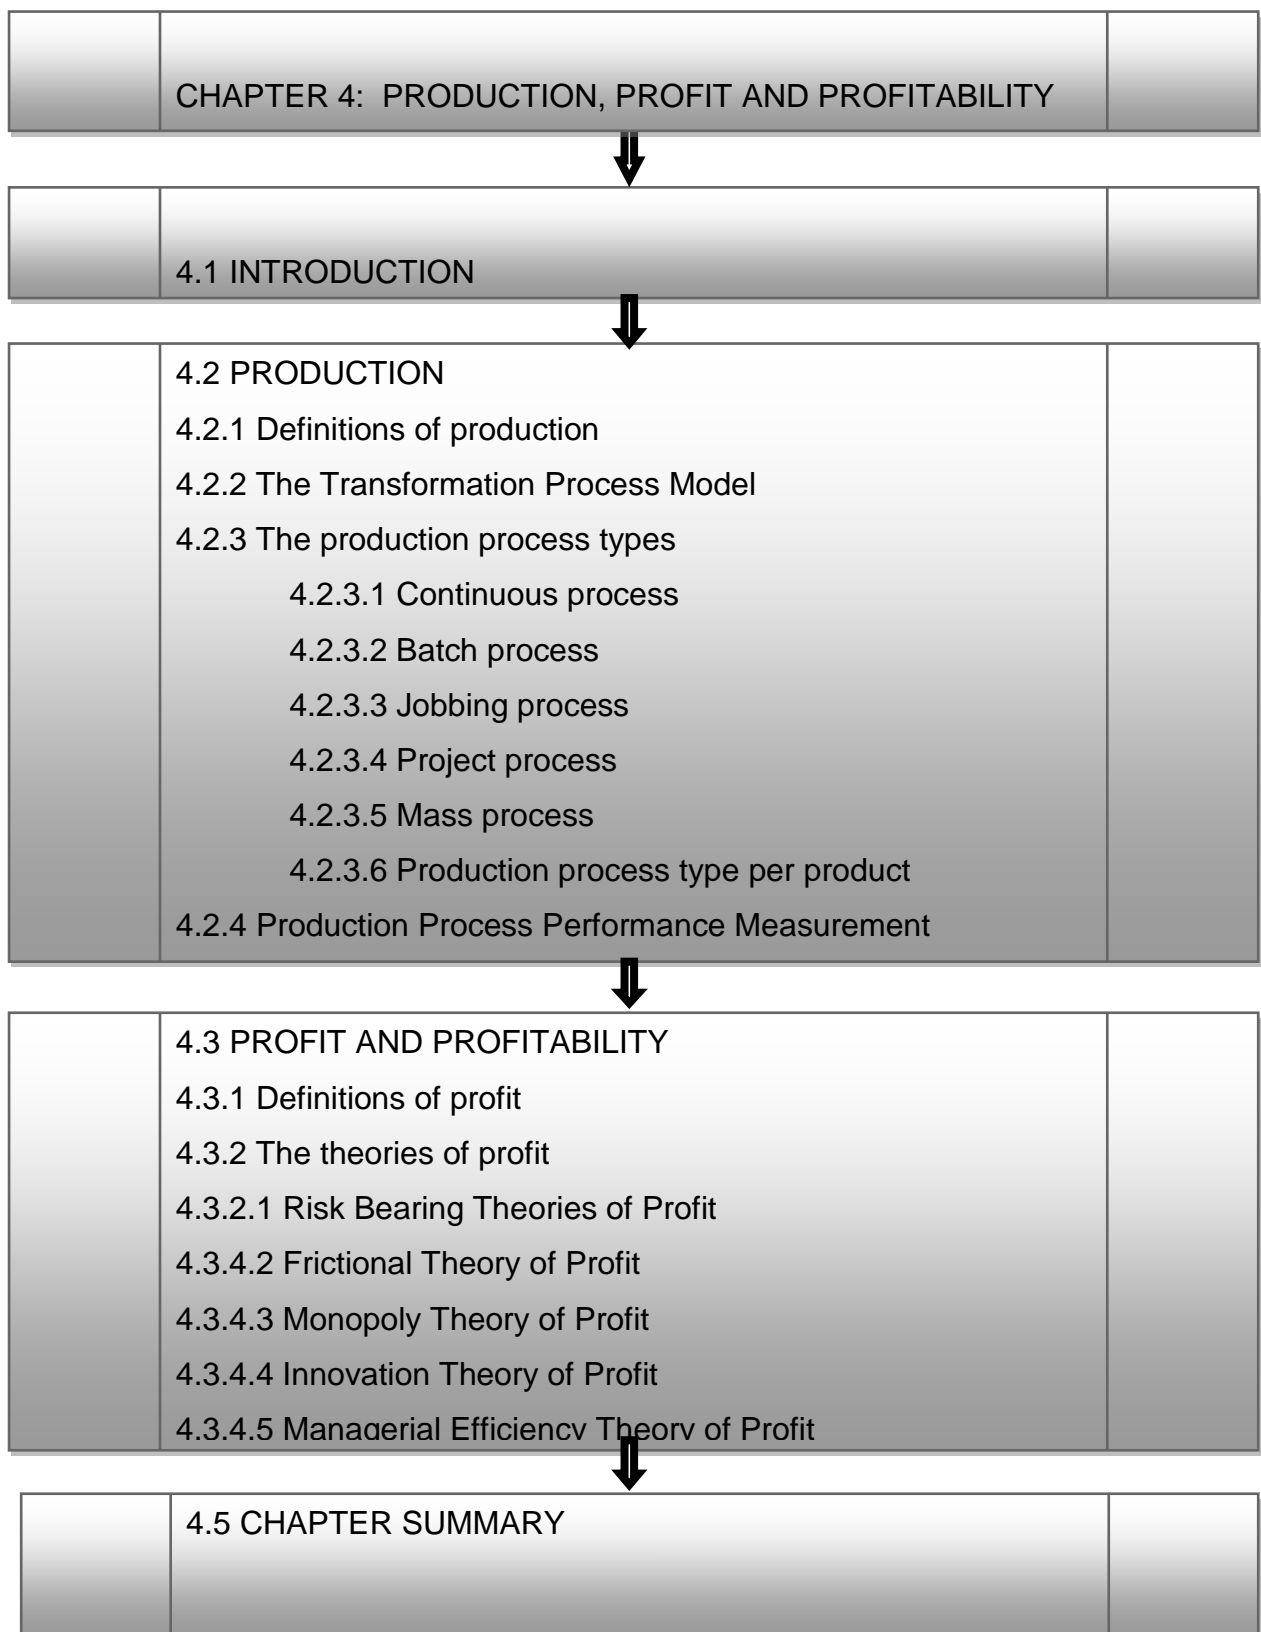 CHAPTER 4:  PRODUCTION, PROFIT AND PROFITABILITY
4.1 INTRODUCTION
4.2 PRODUCTION
4.2.1 Definitions of production
4.2.2 The Transformation Process Model
4.2.3 The production process types
4.2.3.1 Continuous process
4.2.3.2 Batch process
4.2.3.3 Jobbing process
4.2.3.4 Project process
4.2.3.5 Mass process
4.2.3.6 Production process type per product
4.2.4 Production Process Performance Measurement
4.3 PROFIT AND PROFITABILITY
4.3.1 Definitions of profit
4.3.2 The theories of profit
4.3.2.1 Risk Bearing Theories of Profit
4.3.4.2 Frictional Theory of Profit
4.3.4.3 Monopoly Theory of Profit
4.3.4.4 Innovation Theory of Profit
4.3.4.5 Managerial Efficiency Theory of Profit
4.5 CHAPTER SUMMARY